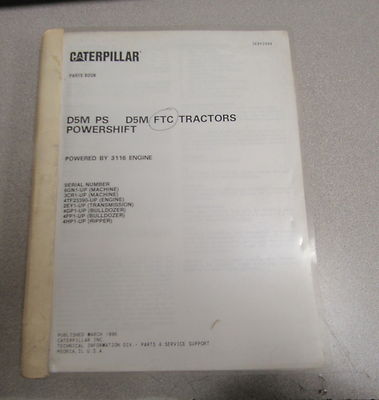 CATERPILLAR
PARTS BOOK
D5M PS D5M FTC TRACTORS
POWERSHIFT
POWERED BY 3116 ENGINE
SERIAL NUMBER
6GN1-UP (MACHINE)
3CR1-UP (MACHINE)
4TF23390-UP (ENGINE)
2EY1-UP (TRANSMISSION)
4GP1-UP (BULLDOZER)
4FP1-UP (BULLDOZER)
4HP1-UP (RIPPER)
PUBLISHED MARCH 1996
CATERPILLAR INC.
TECHNICAL INFORMATION DIV.- PARTS & SERVICE SUPPORT
PEORIA, IL U.S.A.